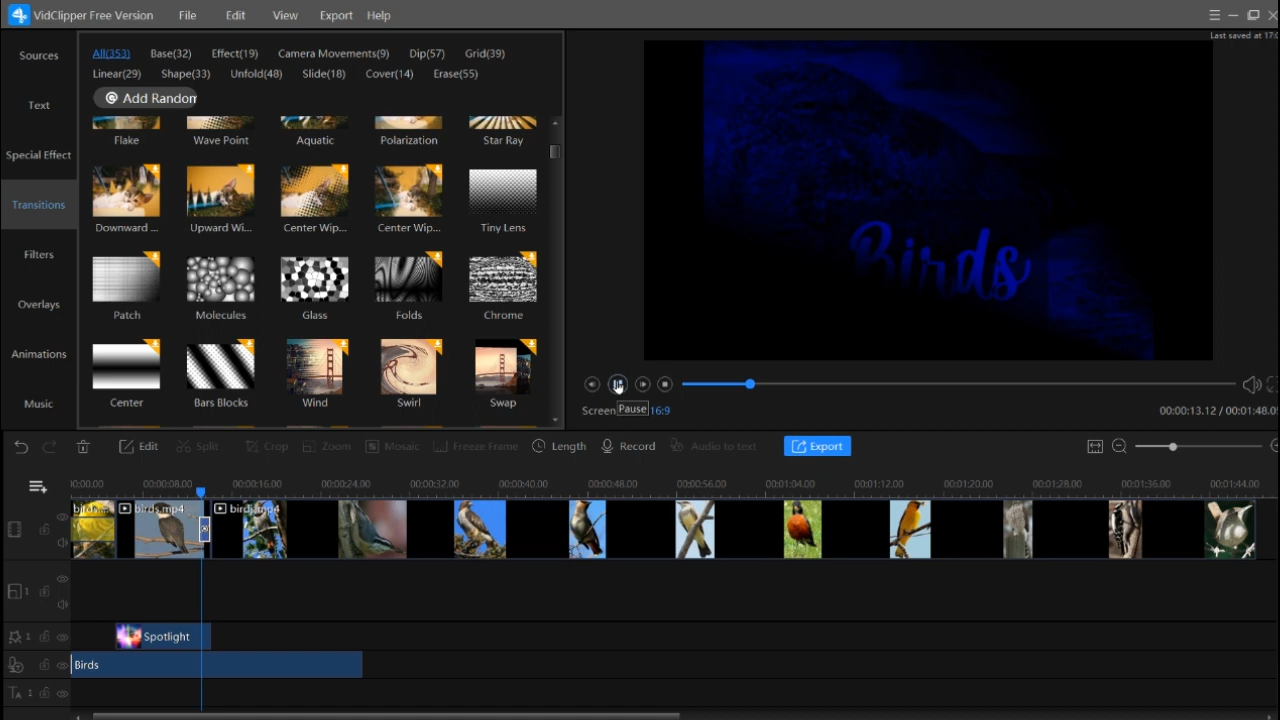 VidClipper Free Version File Edit View Export Help
Last saved at 17:0
Sources
Text
Special Effect
Transitions
Filters
Overlays
Animations
Music
All(353) Base(32) Effect(19) Camera Movements(9) Dip(57) Grid(39)
Linear(29) Shape(33) Unfold(48) Slide(18) Cover(14) Erase(55)
Add Random
Flake Wave Point Aquatic Polarization Star Ray
Downward ... Upward Wi... Center Wip... Center Wip... Tiny Lens
Patch Molecules Glass Folds Chrome
Center Bars Blocks Wind Swirl Swap
Birds
Screen Pause 16:9 00:00:13.12 / 00:01:48.05
Edit Split Crop Zoom Mosaic Freeze Frame Length Record Audio to text Export
00:00.00 00:00:08.00 00:00:16.00 00:00:24.00 00:00:32.00 00:00:40.00 00:00:48.00 00:00:56.00 00:01:04.00 00:01:12.00 00:01:20.00 00:01:28.00 00:01:36.00 00:01:44.00
birds.mp4 birds.mp4
1
1 Spotlight
Birds
TA 1